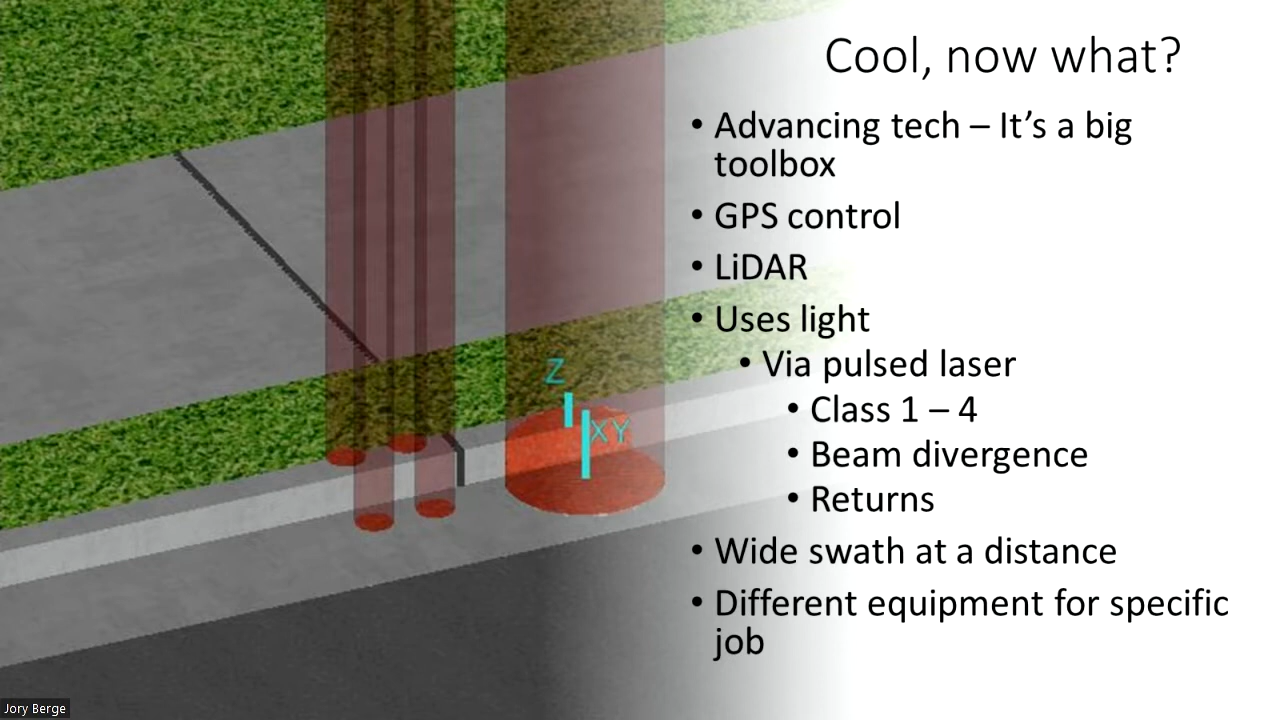 Cool, now what?
• Advancing tech – It’s a big
toolbox
• GPS control
• LiDAR
• Uses light
• Via pulsed laser
• Class 1 – 4
• Beam divergence
• Returns
• Wide swath at a distance
• Different equipment for specific
job
Z
XY
Jory Berge